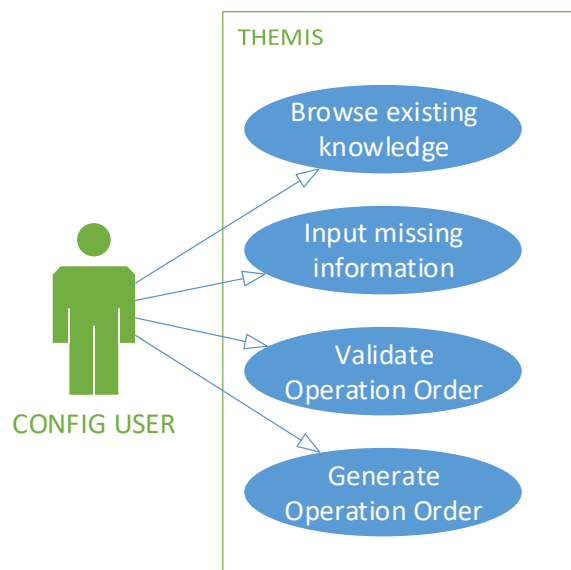 THEMIS
Browse existing
knowledge
Input missing
information
Validate
Operation Order
Generate
Operation Order
CONFIG USER